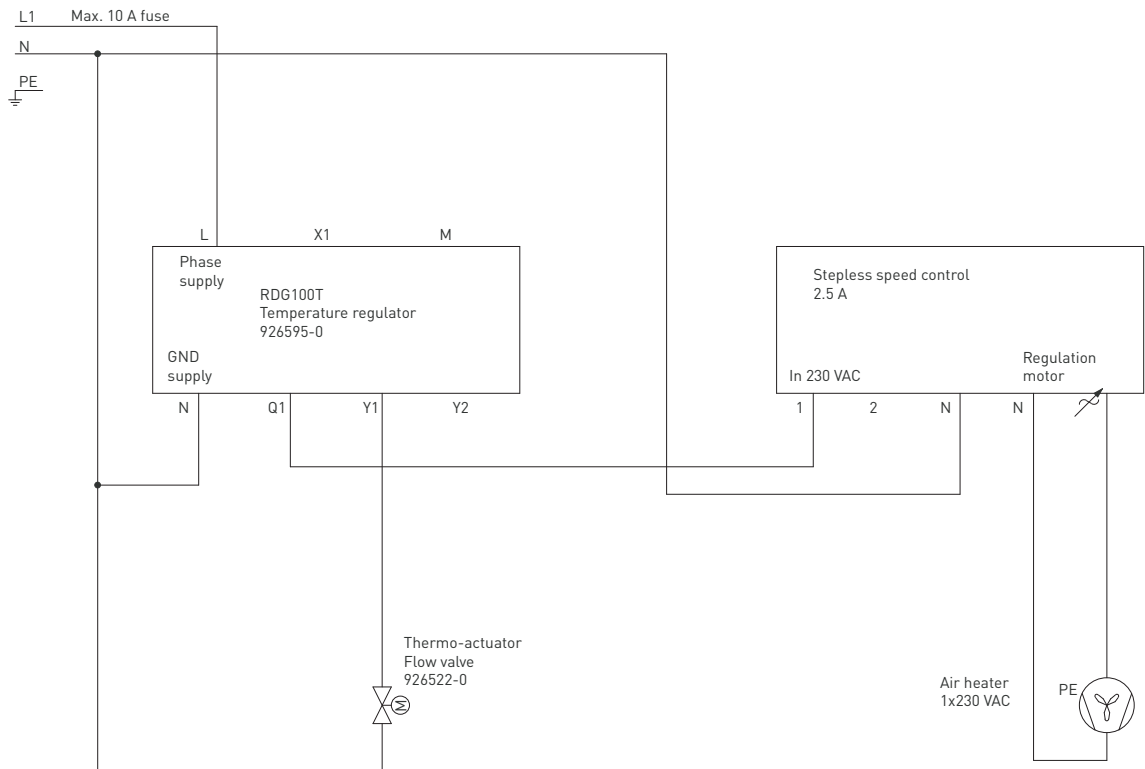 L1 Max. 10 A fuse
N
PE
L X1 M
Phase
supply
RDG100T
Temperature regulator
926595-0
GND
supply
N Q1 Y1 Y2
Stepless speed control
2.5 A
In 230 VAC
Regulation
motor
1 2 N N
Thermo-actuator
Flow valve
926522-0
M
Air heater
1x230 VAC
PE